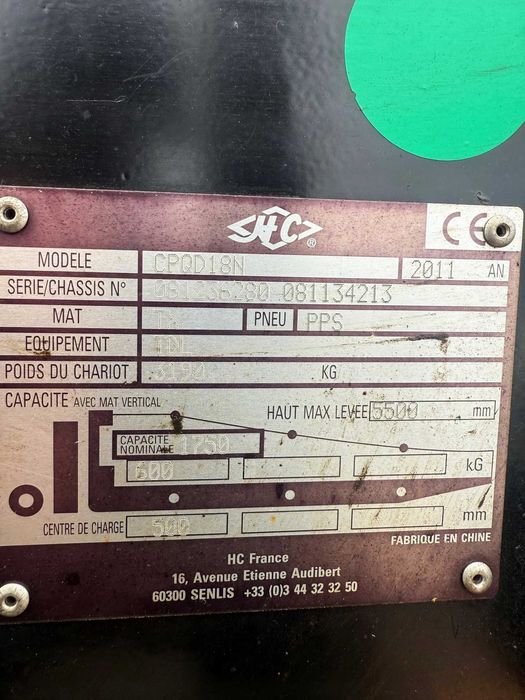 HC ®
CE
MODELE CPQD18N 2011 AN
SERIE/CHASSIS N° 081134213
MAT PNEU PPS
EQUIPEMENT
POIDS DU CHARIOT KG
CAPACITE AVEC MAT VERTICAL
HAUT MAX LEVEE 5500 mm
CAPACITE NOMINALE 1750
600 kG
CENTRE DE CHARGE 500 mm
FABRIQUE EN CHINE
HC France
16, Avenue Etienne Audibert
60300 SENLIS +33 (0)3 44 32 32 50